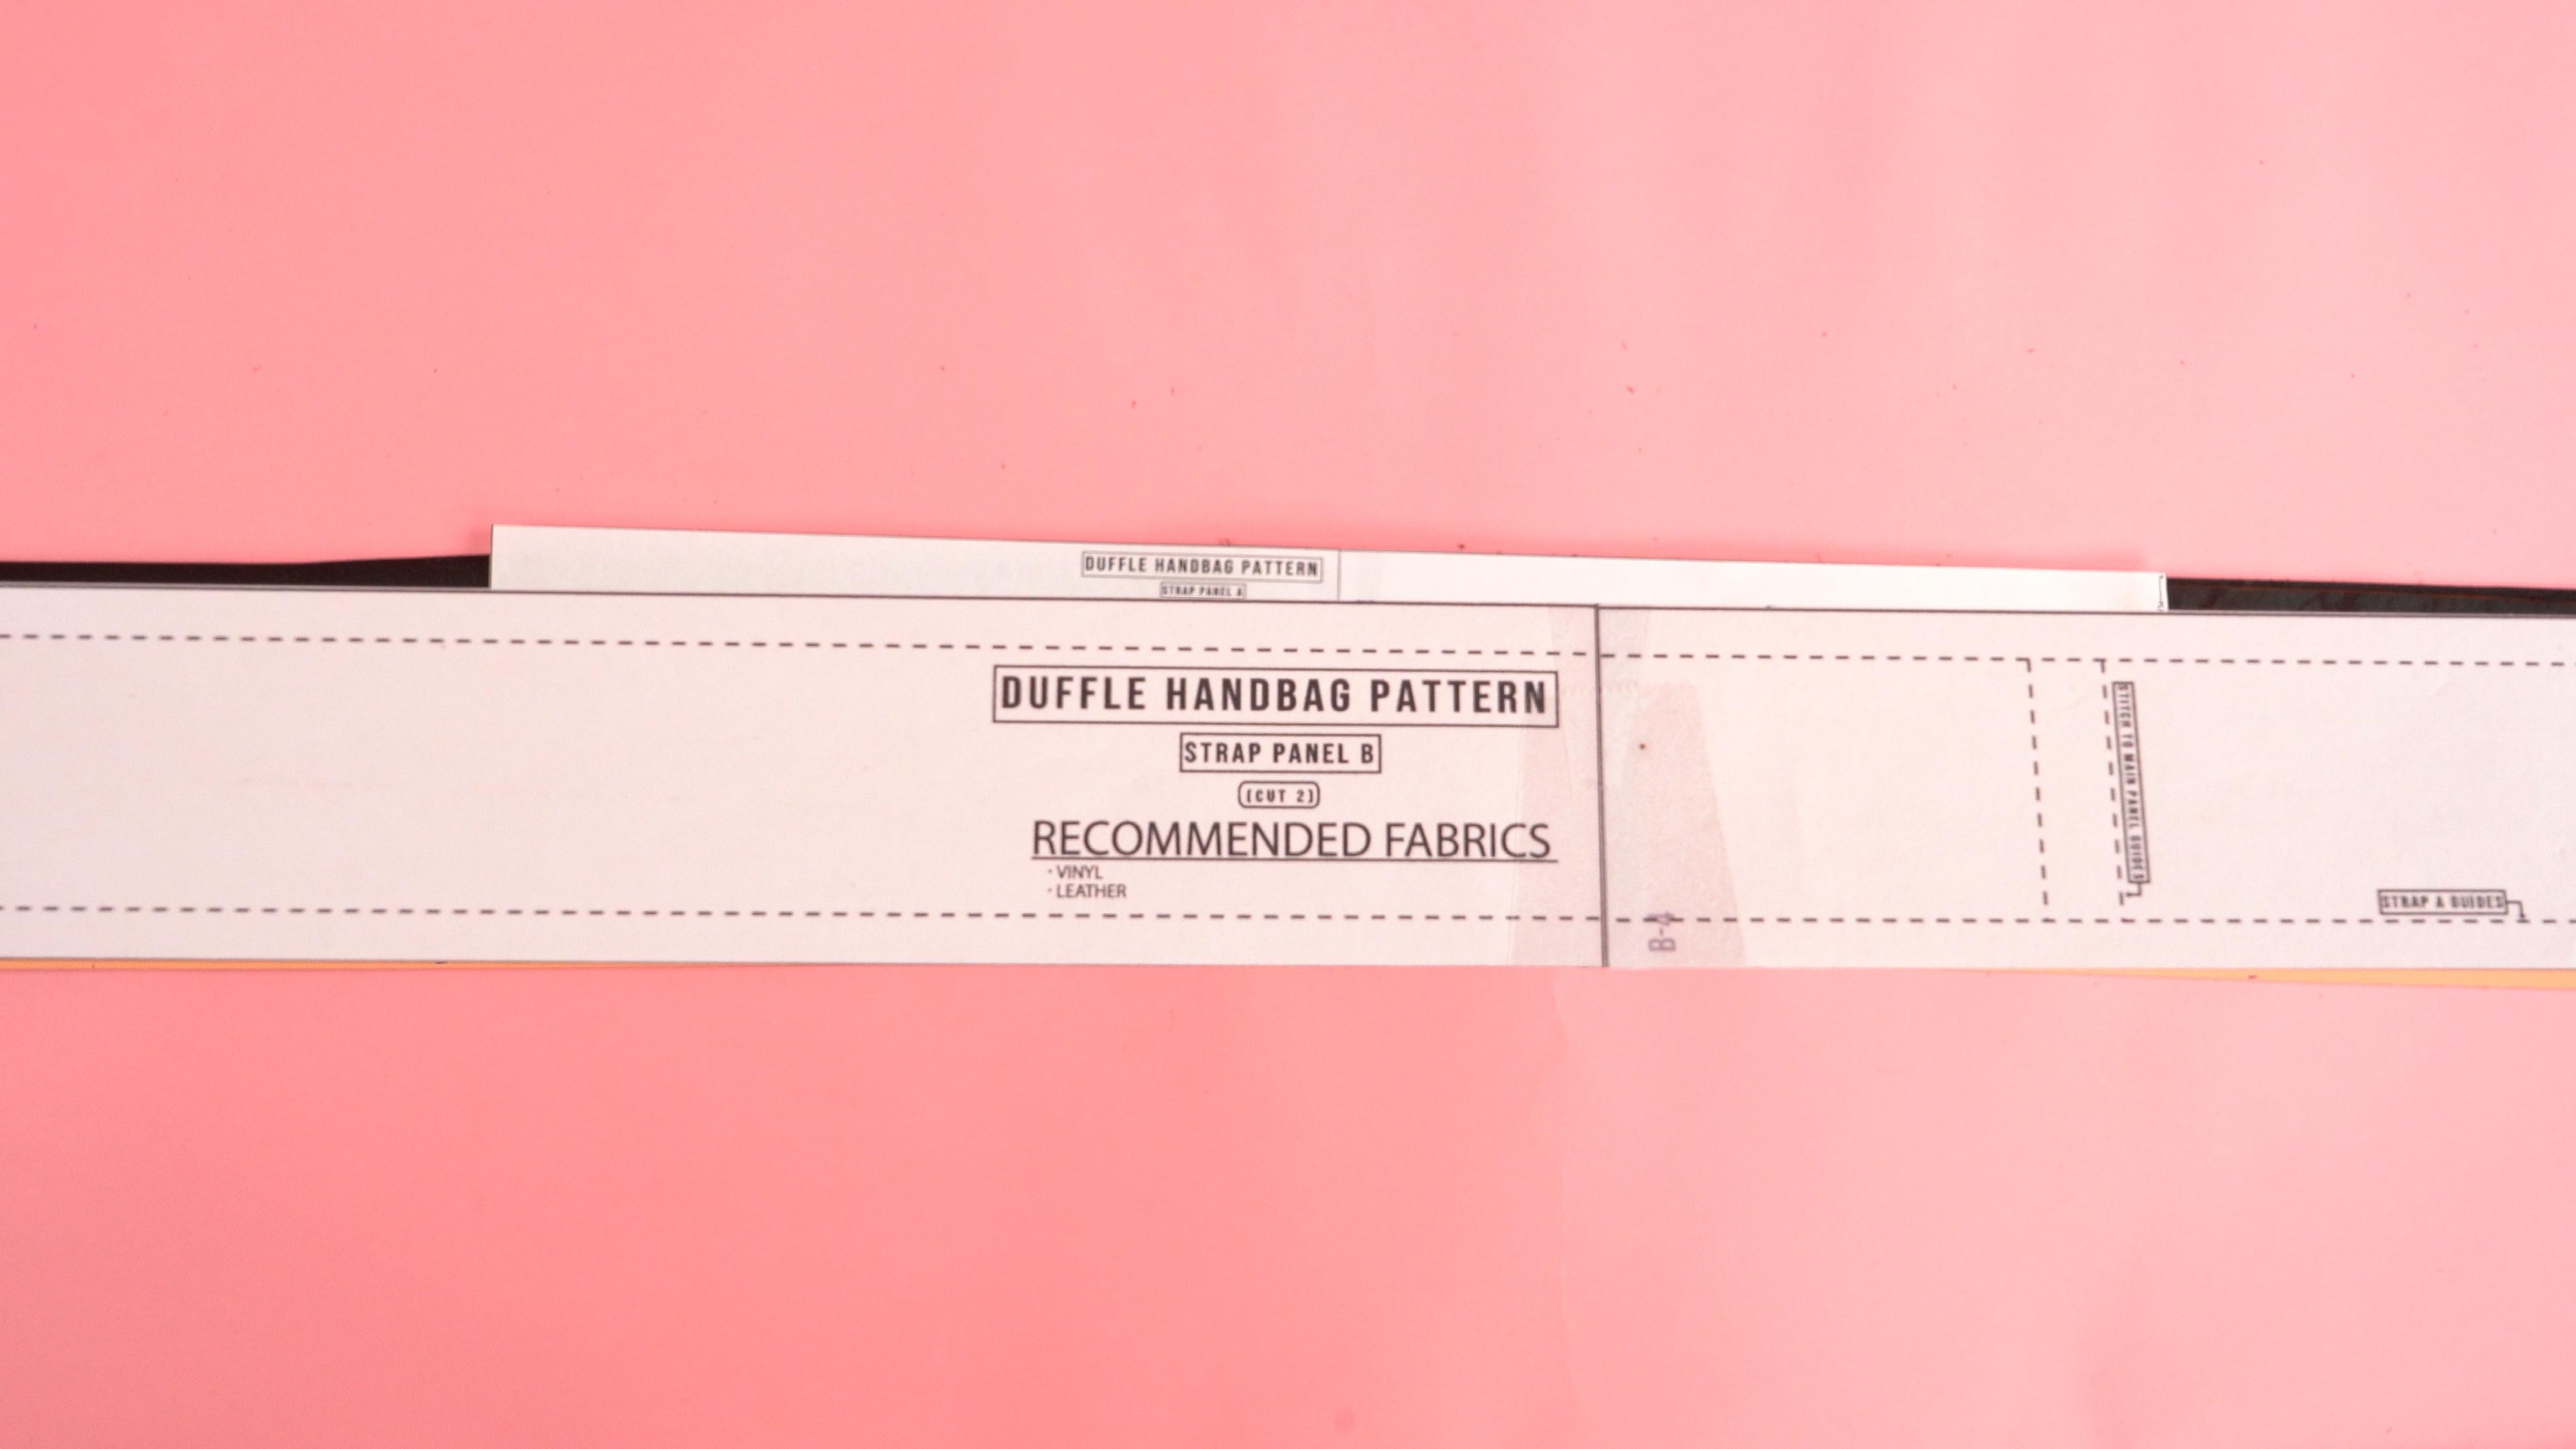 DUFFLE HANDBAG PATTERN
STRAP PANEL A
DUFFLE HANDBAG PATTERN
STRAP PANEL B
(CUT 2)
RECOMMENDED FABRICS
· VINYL
· LEATHER
B-4
STITCH TO MAIN PANEL GUIDES
STRAP A GUIDES